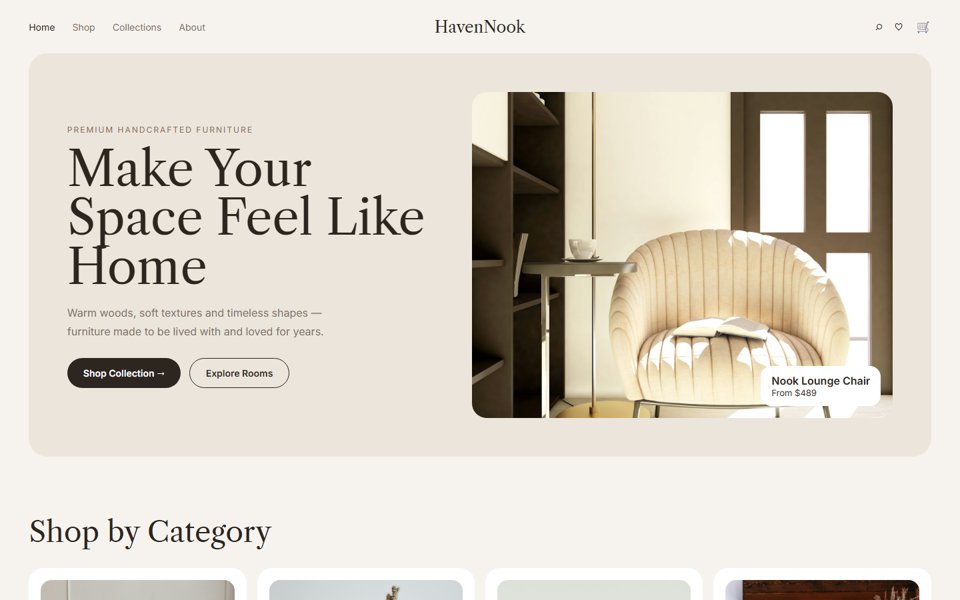 Home Shop Collections About HavenNook
PREMIUM HANDCRAFTED FURNITURE
Make Your
Space Feel Like
Home
Warm woods, soft textures and timeless shapes —
furniture made to be lived with and loved for years.
Shop Collection → Explore Rooms
Nook Lounge Chair
From $489
Shop by Category